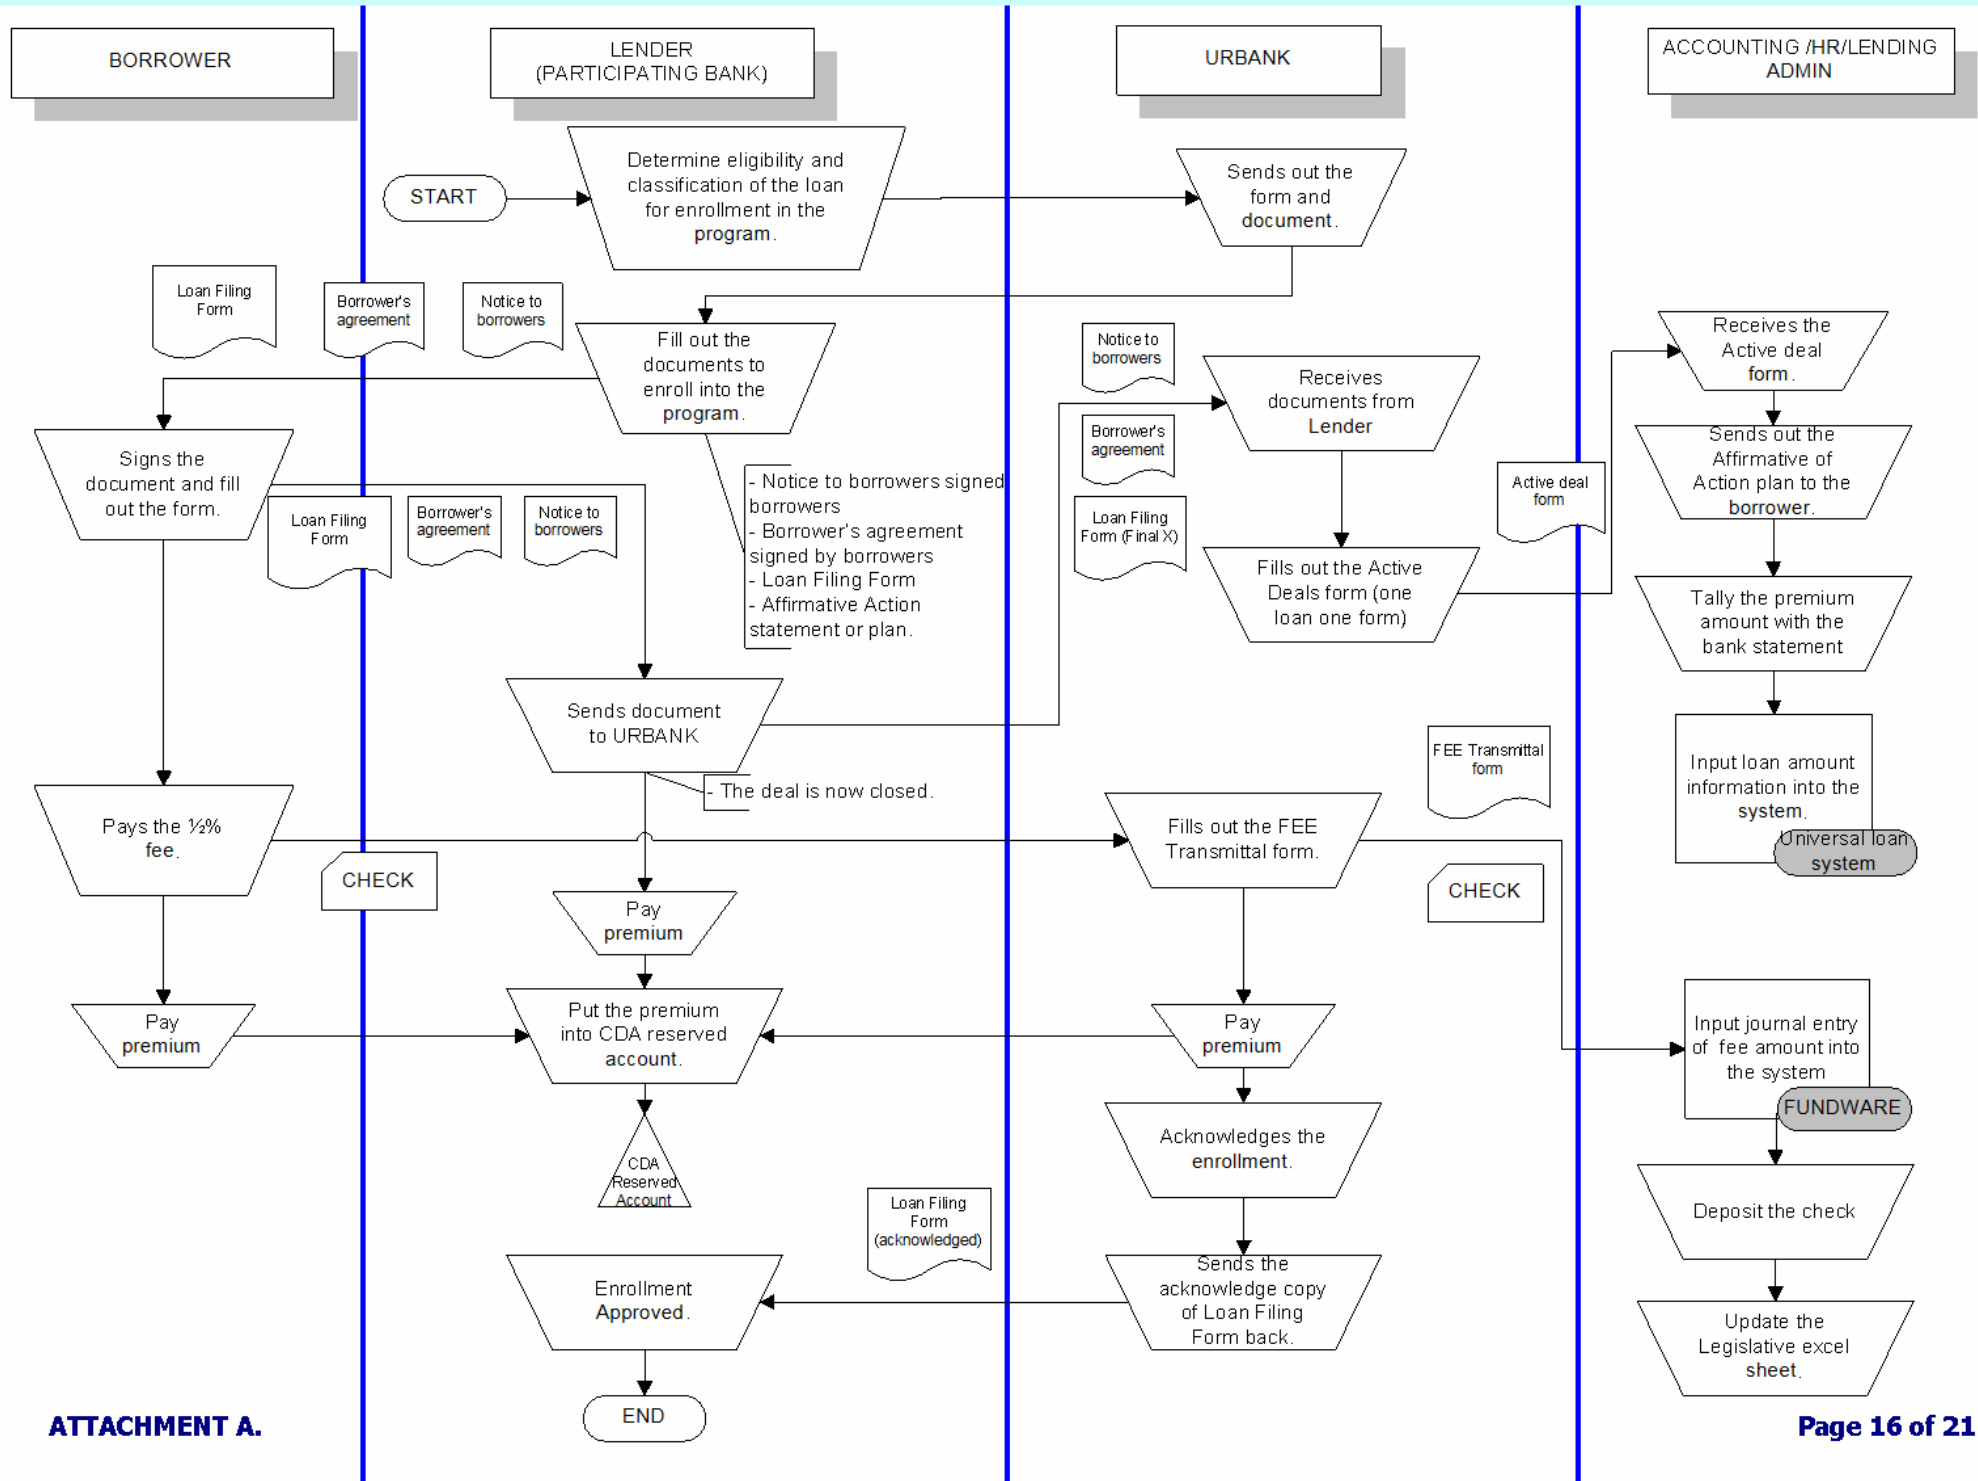 BORROWER
LENDER
(PARTICIPATING BANK)
URBANK
ACCOUNTING /HR/LENDING
ADMIN
START
Determine eligibility and
classification of the loan
for enrollment in the
program.
Sends out the
form and
document.
Loan Filing
Form
Borrower's
agreement
Notice to
borrowers
Fill out the
documents to
enroll into the
program.
Notice to
borrowers
Receives
documents from
Lender
Receives the
Active deal
form.
Borrower's
agreement
Sends out the
Affirmative of
Action plan to the
borrower.
Signs the
document and fill
out the form.
Loan Filing
Form
Borrower's
agreement
Notice to
borrowers
- Notice to borrowers signed
borrowers
- Borrower's agreement
signed by borrowers
- Loan Filing Form
- Affirmative Action
statement or plan.
Loan Filing
Form (Final X)
Active deal
form
Fills out the Active
Deals form (one
loan one form)
Tally the premium
amount with the
bank statement
Sends document
to URBANK
- The deal is now closed.
FEE Transmittal
form
Input loan amount
information into the
system.
Universal loan
system
Pays the ½%
fee.
CHECK
Fills out the FEE
Transmittal form.
CHECK
Pay
premium
Pay
premium
Put the premium
into CDA reserved
account.
Pay
premium
Input journal entry
of fee amount into
the system
FUNDWARE
CDA
Reserved
Account
Acknowledges the
enrollment.
Deposit the check
Loan Filing
Form
(acknowledged)
Enrollment
Approved.
Sends the
acknowledge copy
of Loan Filing
Form back.
Update the
Legislative excel
sheet.
END
ATTACHMENT A.
Page 16 of 21